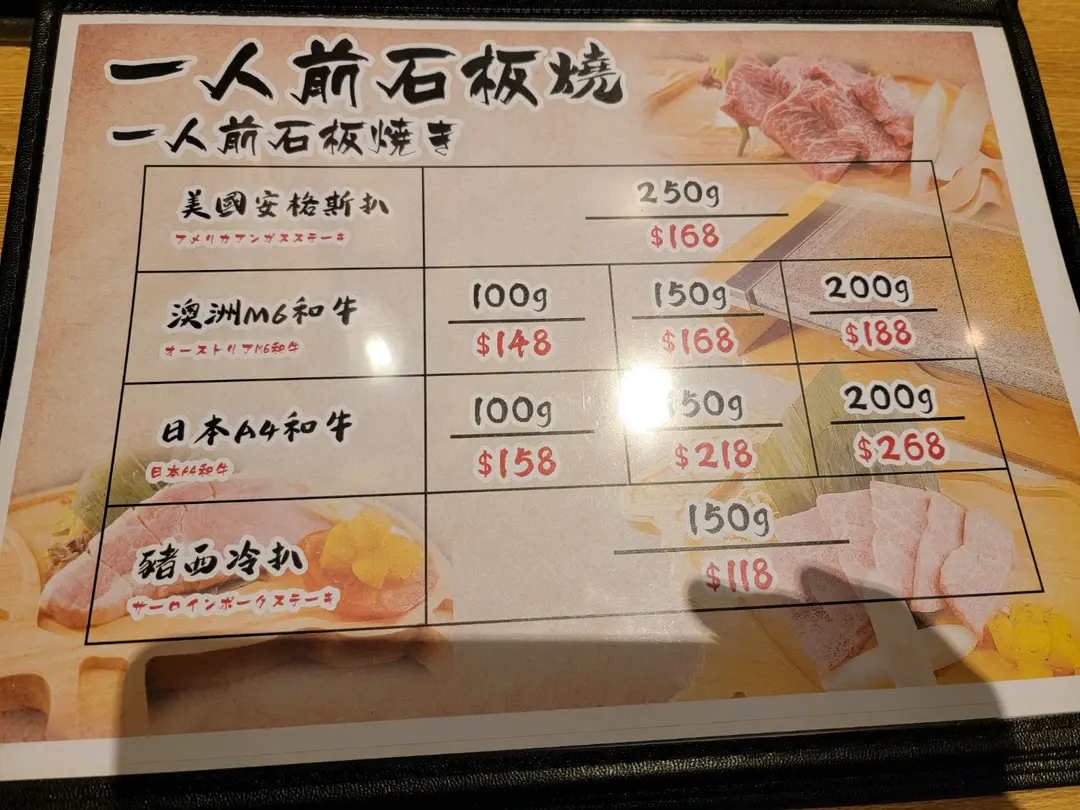 一人前石板燒
一人前石板焼き
美國安格斯扒
アメリカアンガスステーキ
250g
$168
澳洲M6和牛
オーストリアM6和牛
100g
$148
150g
$168
200g
$188
日本A4和牛
日本A4和牛
100g
$158
150g
$218
200g
$268
豬西冷扒
サーロインポークステーキ
150g
$118